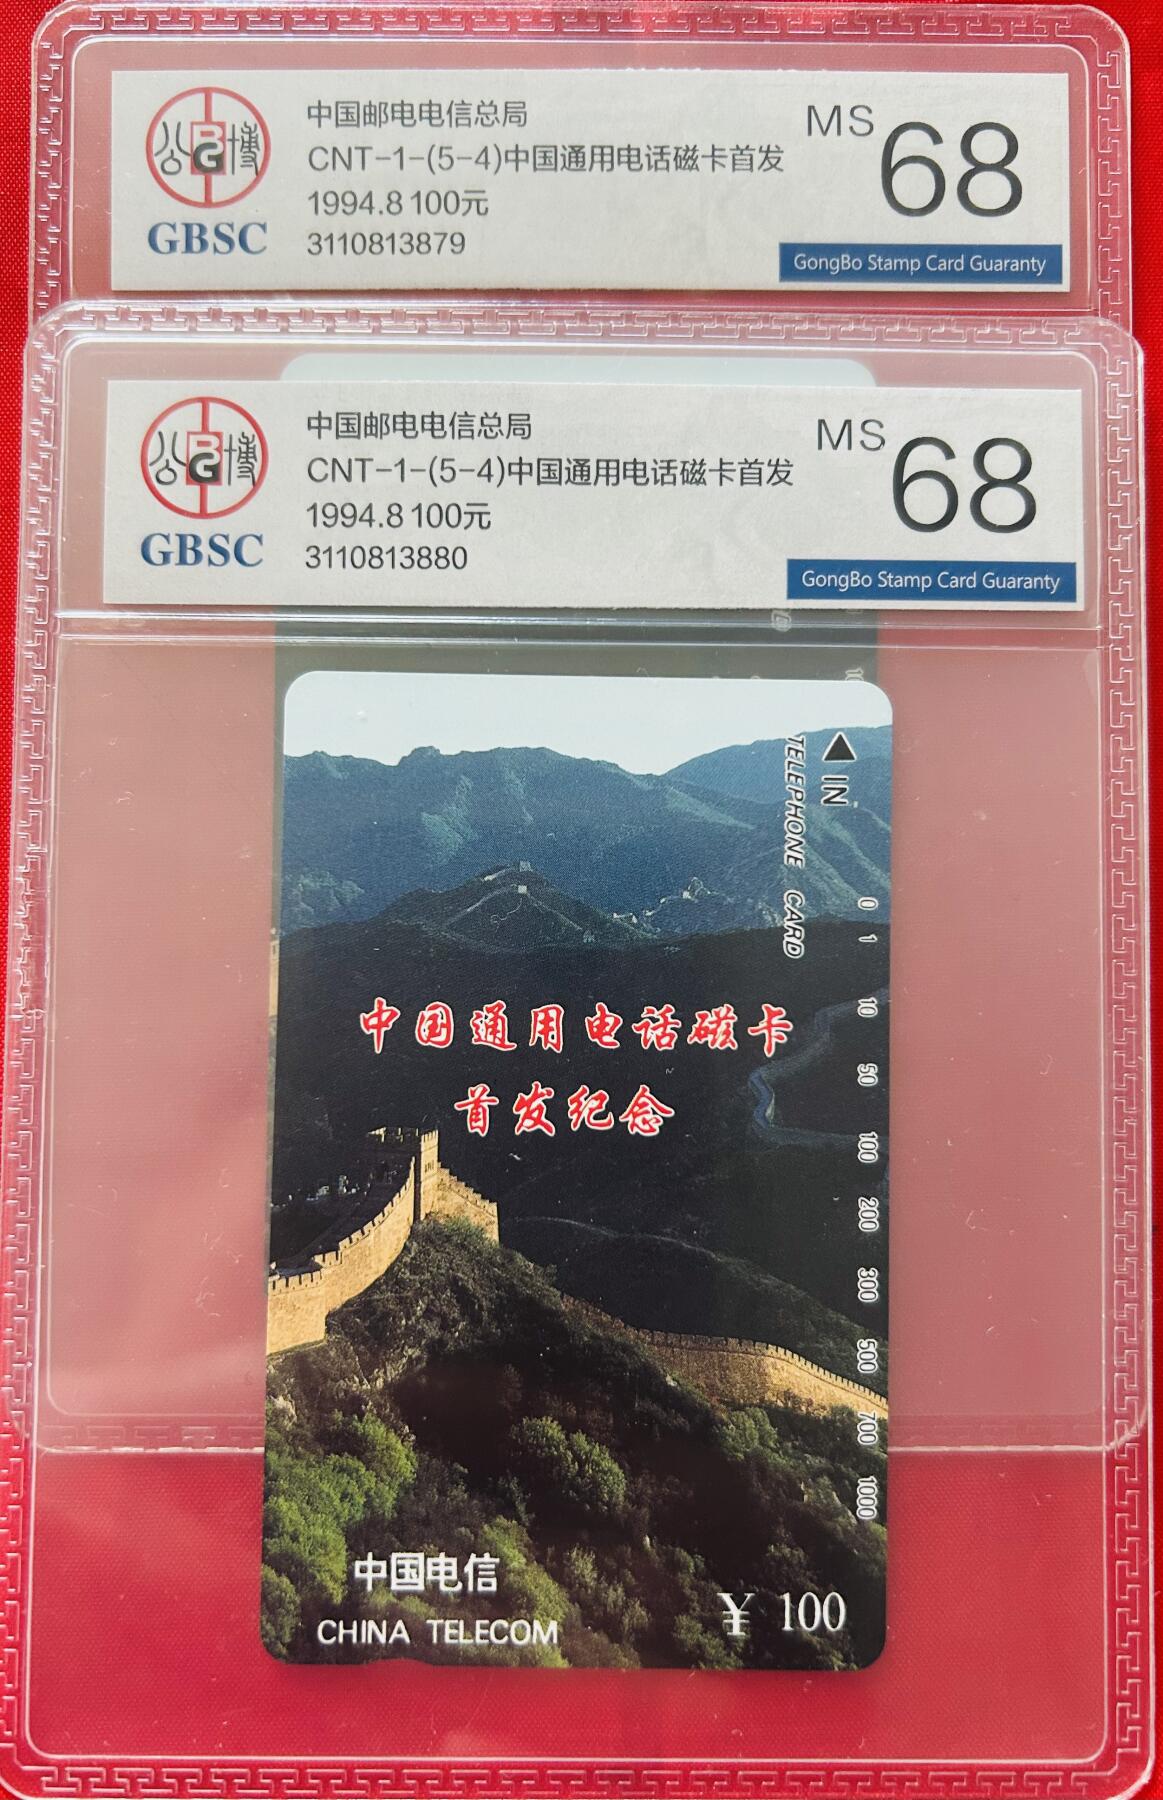 公博
BG
GBSC
中国邮电电信总局
CNT-1-(5-4)中国通用电话磁卡首发
1994.8 100元
3110813879
MS 68
GongBo Stamp Card Guaranty
公博
BG
GBSC
中国邮电电信总局
CNT-1-(5-4)中国通用电话磁卡首发
1994.8 100元
3110813880
MS 68
GongBo Stamp Card Guaranty
IN
TELEPHONE CARD
0
1
10
50
100
200
300
500
700
1000
中国通用电话磁卡
首发纪念
中国电信
CHINA TELECOM
¥ 100